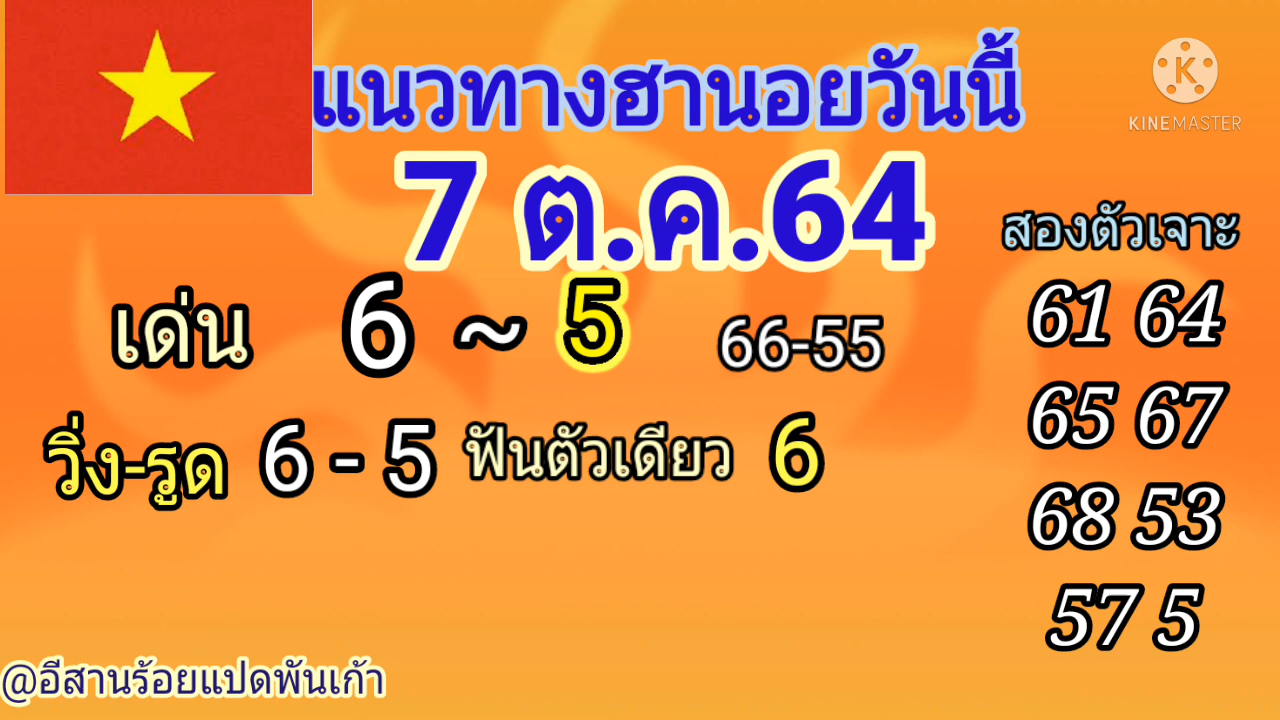 แนวทางฮานอยวันนี้
KINEMASTER
7 ต.ค.64
สองตัวเจาะ
เด่น 6 ~ 5 66-55
61 64
65 67
วิ่ง-รูด 6 - 5 ฟันตัวเดียว 6
68 53
57 5
@อีสานร้อยแปดพันเก้า